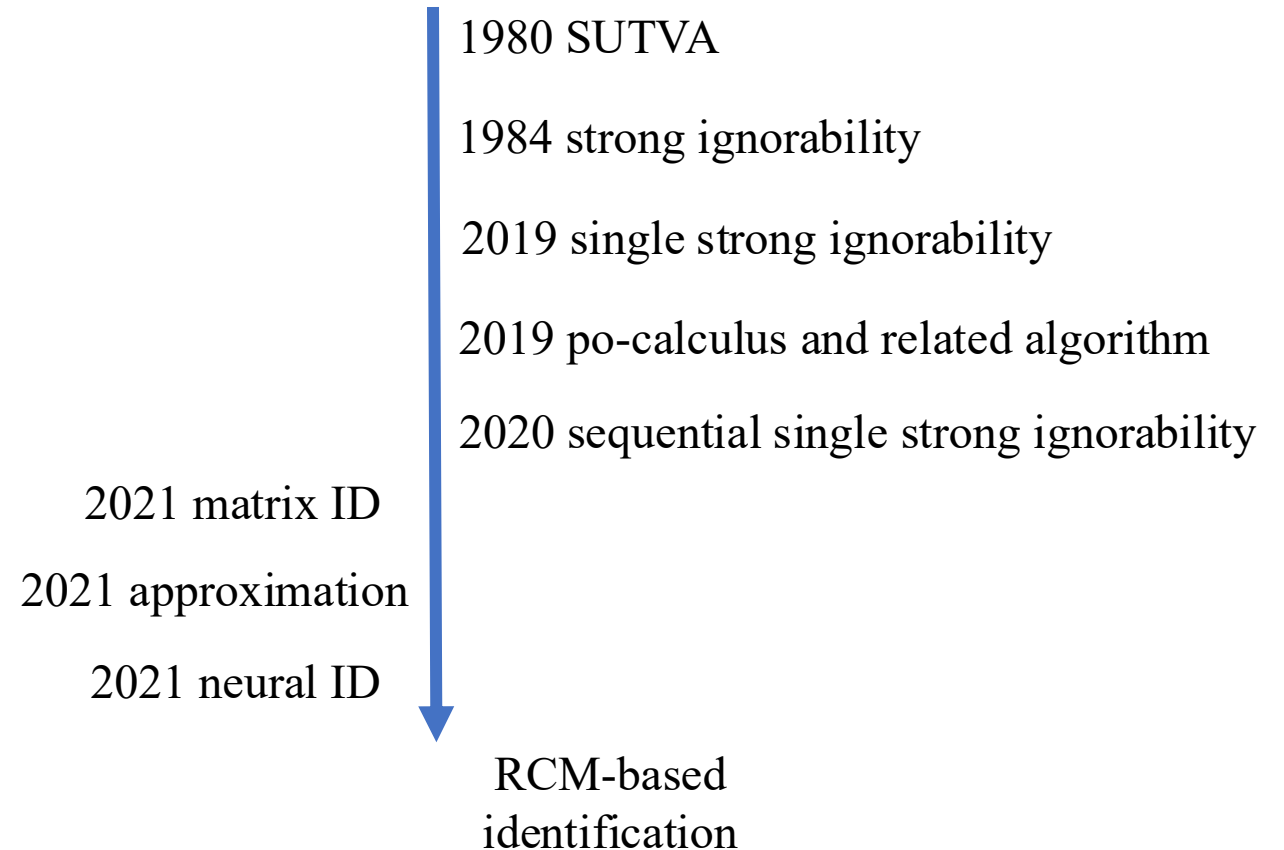 1980 SUTVA
1984 strong ignorability
2019 single strong ignorability
2019 po-calculus and related algorithm
2020 sequential single strong ignorability
2021 matrix ID
2021 approximation
2021 neural ID
RCM-based
identification